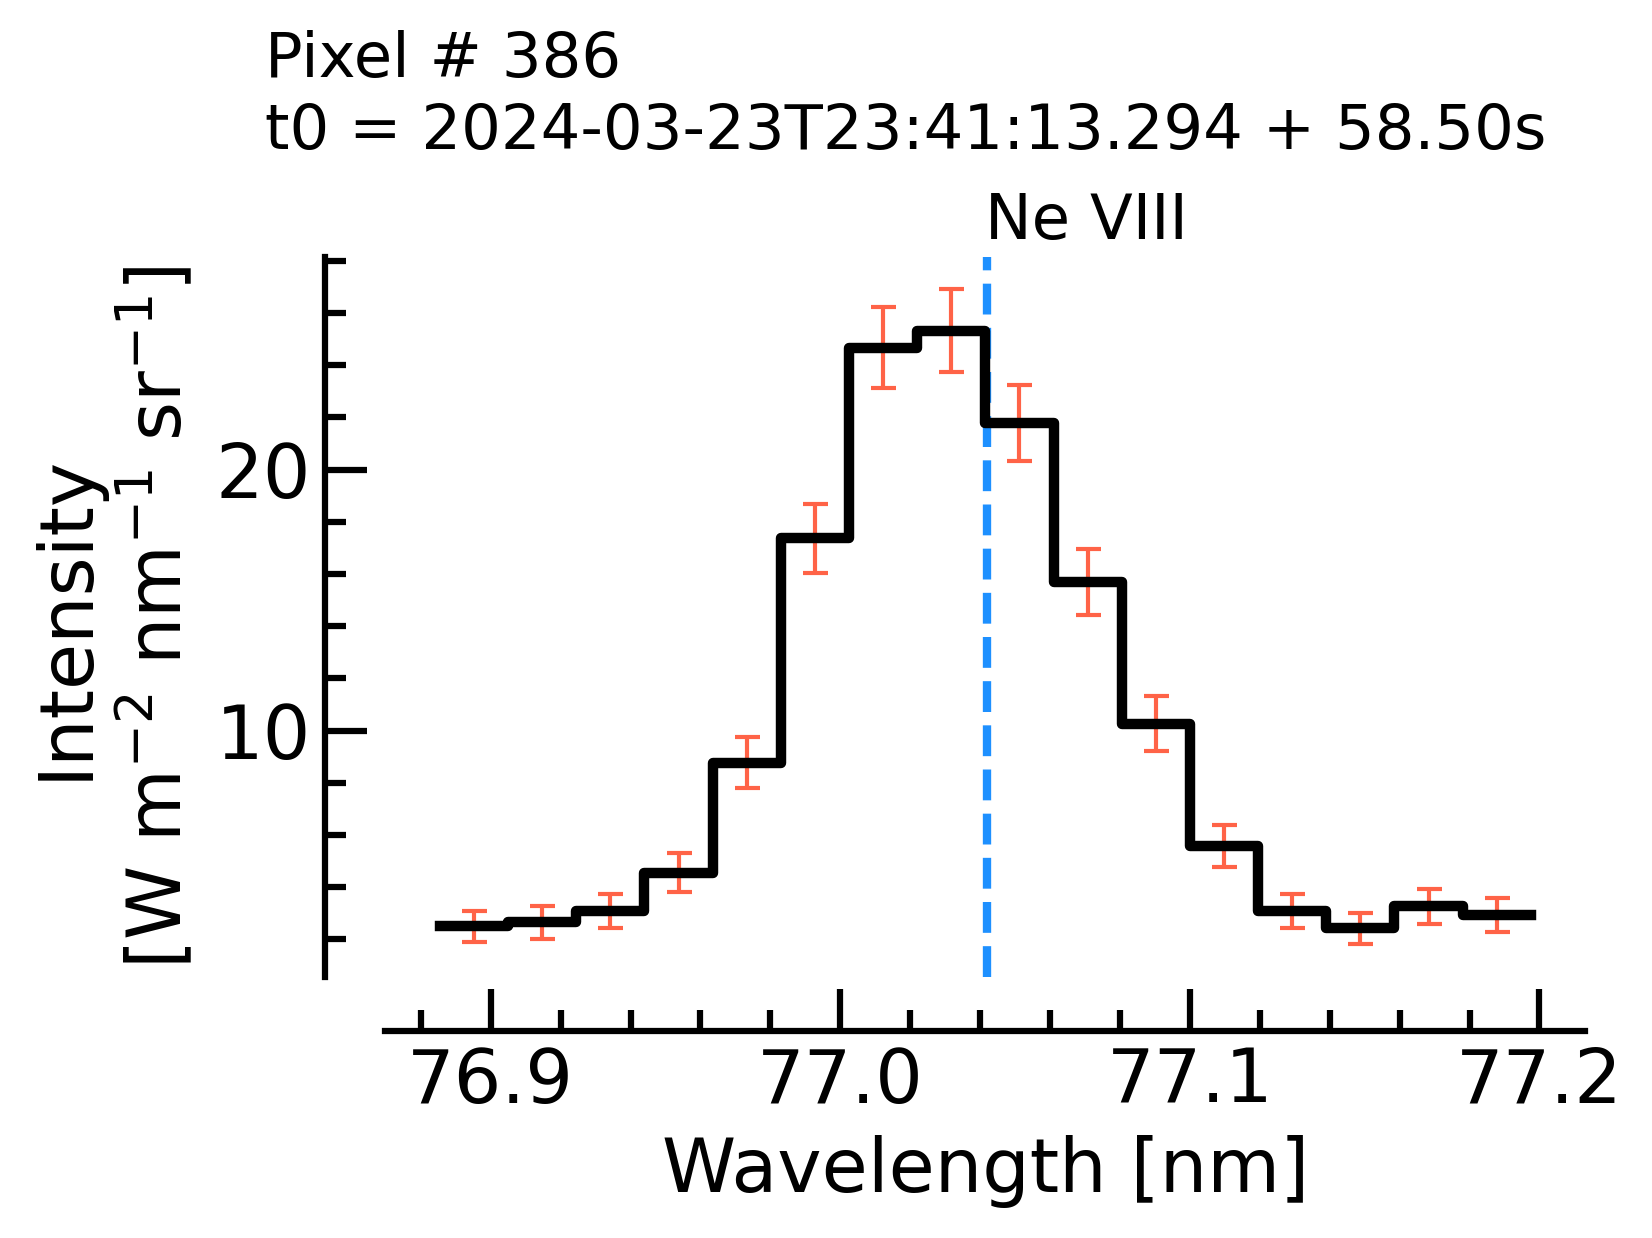 Pixel # 386
t0 = 2024-03-23T23:41:13.294 + 58.50s
Ne VIII
Intensity
[W m⁻² nm⁻¹ sr⁻¹]
20
10
76.9 77.0 77.1 77.2
Wavelength [nm]